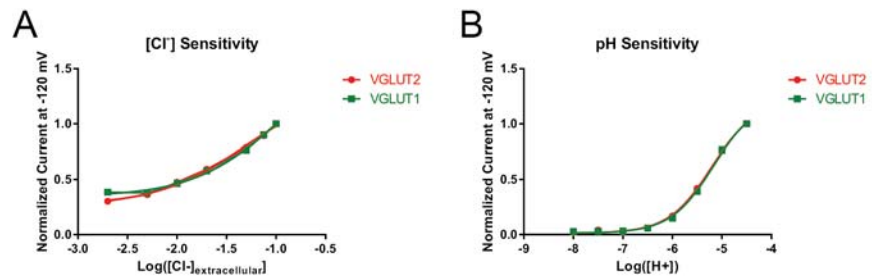 A
[Cl-] Sensitivity
Normalized Current at -120 mV
1.5
1.0
0.5
0.0
-3.0 -2.5 -2.0 -1.5 -1.0 -0.5
Log([Cl-]extracellular]
VGLUT2
VGLUT1
B
pH Sensitivity
Normalized Current at -120 mV
1.5
1.0
0.5
0.0
-9 -8 -7 -6 -5 -4
Log([H+])
VGLUT2
VGLUT1